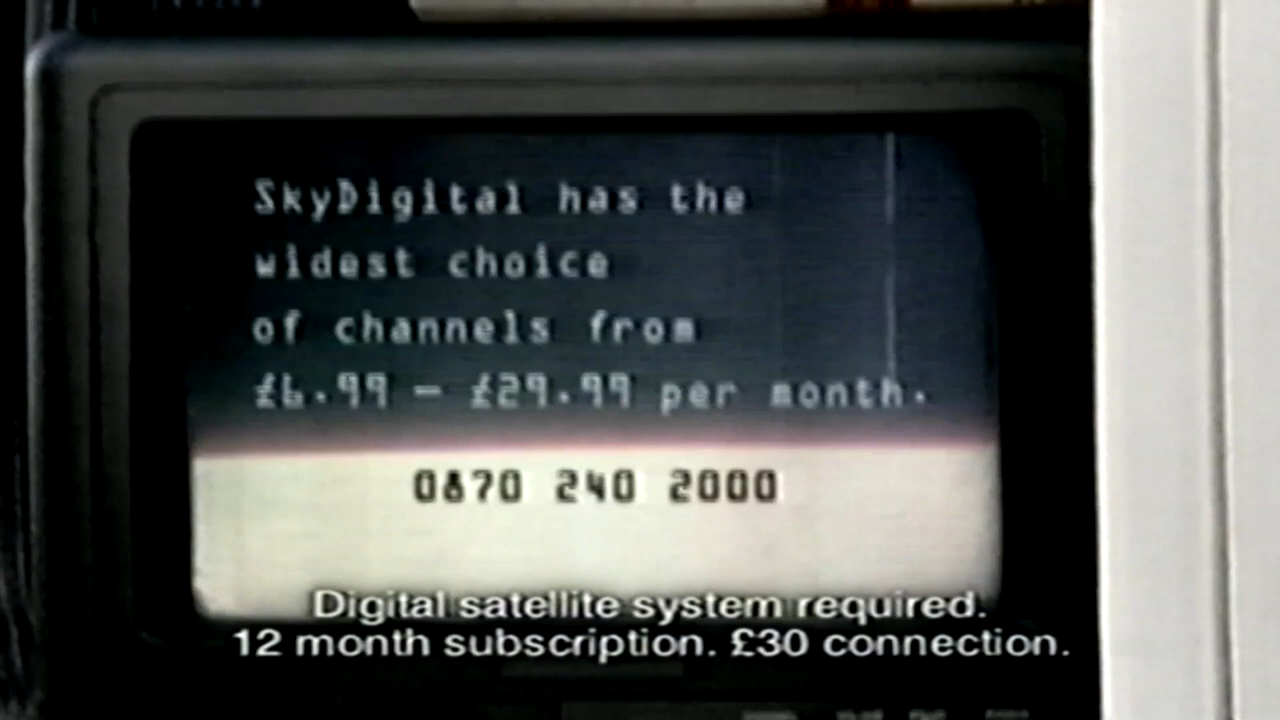 SkyDigital has the
widest choice
of channels from
£6.99 – £29.99 per month.
0870 240 2000
Digital satellite system required.
12 month subscription. £30 connection.